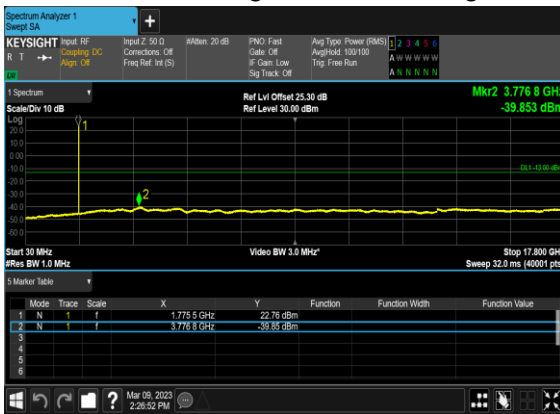 Spectrum Analyzer 1
Swept SA
KEYSIGHT Input: RF Input Z: 50 Ω #Atten: 20 dB PNO: Fast Avg Type: Power (RMS) 1 2 3 4 5 6
R T Coupling: DC Corrections: Off Gate: Off Avg|Hold: 100/100 A W W W W W
Align: Off Freq Ref: Int (S) IF Gain: Low Trig: Free Run
LV Sig Track: Off A N N N N N
1 Spectrum Ref Lvl Offset 25.30 dB Mkr2 3.776 8 GHz
Scale/Div 10 dB Ref Level 30.00 dBm -39.853 dBm
Log
20.0 1
10.0
0.00
-10.0 DL1 -13.00 dBm
-20.0
-30.0 2
-40.0
-50.0
-60.0
Start 30 MHz Video BW 3.0 MHz* Stop 17.800 GH
#Res BW 1.0 MHz Sweep 32.0 ms (40001 pts
5 Marker Table
Mode Trace Scale X Y Function Function Width Function Value
1 N 1 f 1.775 5 GHz 22.76 dBm
2 N 1 f 3.776 8 GHz -39.85 dBm
3
4
5
6
? Mar 09, 2023
2:26:52 PM